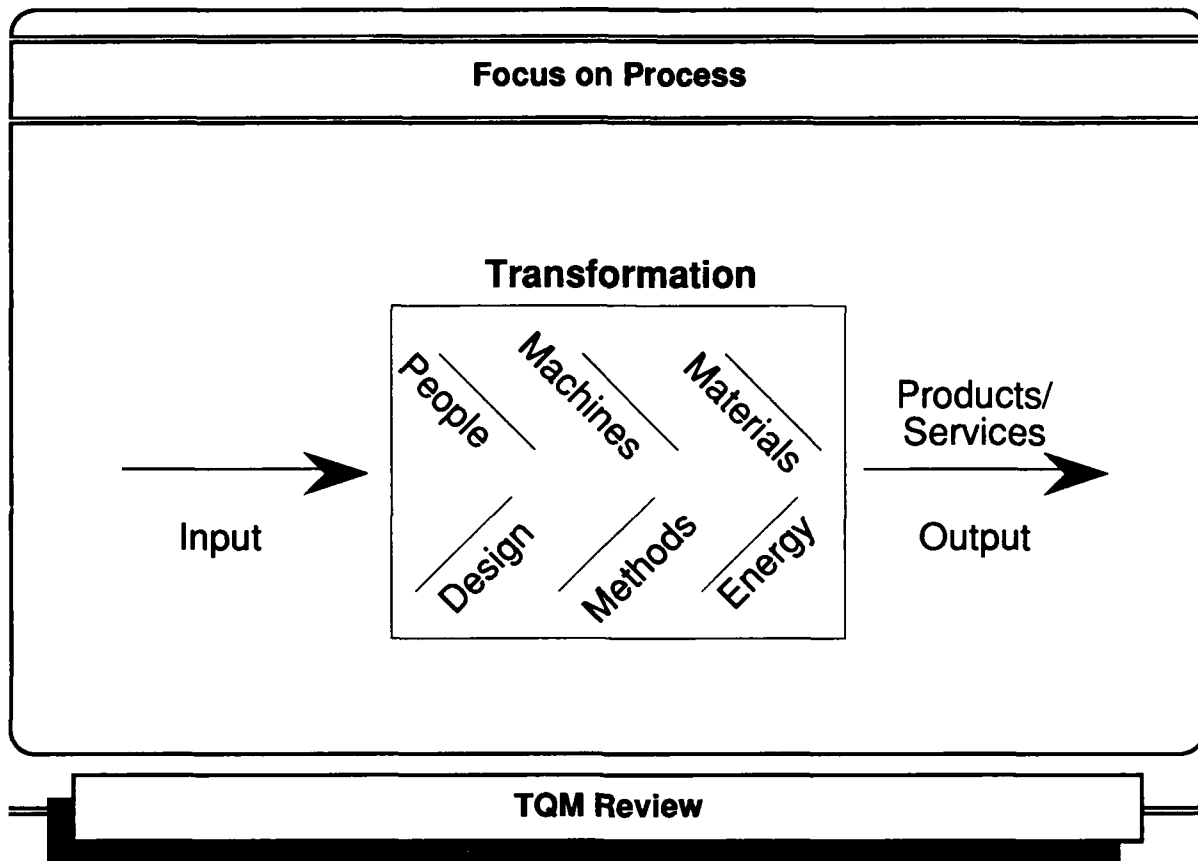 Focus on Process
Transformation
People
Machines
Materials
Products/
Services
Input
Output
Design
Methods
Energy
TQM Review